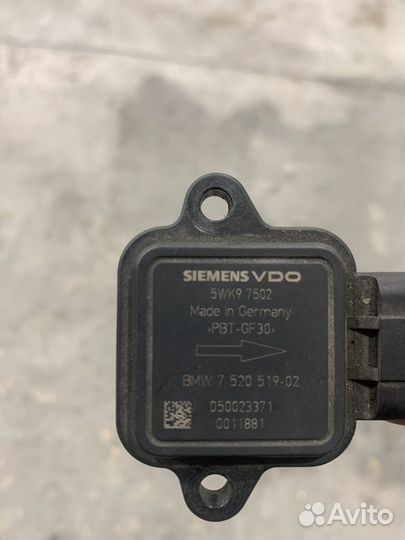 SIEMENS VDO
5WK9 7502
Made in Germany
›PBT-GF30‹
BMW 7 520 519-02
050023371
0011881
Avito